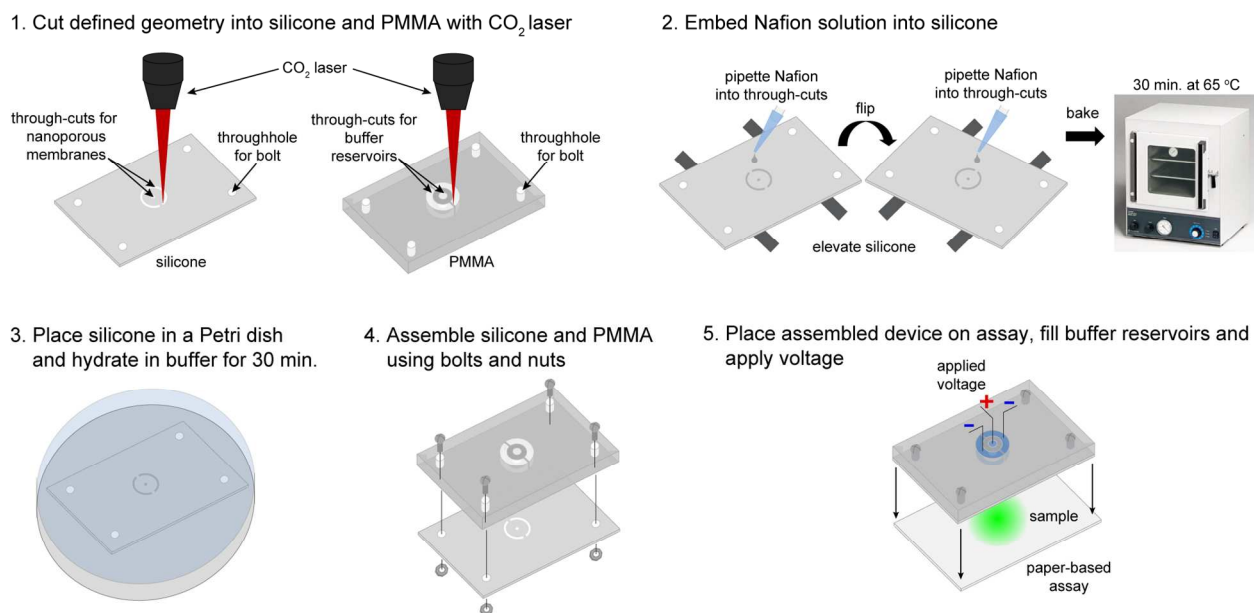 1. Cut defined geometry into silicone and PMMA with CO₂ laser
CO₂ laser
through-cuts for
nanoporous
membranes
throughhole
for bolt
silicone
through-cuts for
buffer
reservoirs
throughhole
for bolt
PMMA
2. Embed Nafion solution into silicone
pipette Nafion
into through-cuts
flip
pipette Nafion
into through-cuts
bake
30 min. at 65 ºC
elevate silicone
3. Place silicone in a Petri dish
and hydrate in buffer for 30 min.
4. Assemble silicone and PMMA
using bolts and nuts
5. Place assembled device on assay, fill buffer reservoirs and
apply voltage
applied
voltage
+
-
-
sample
paper-based
assay